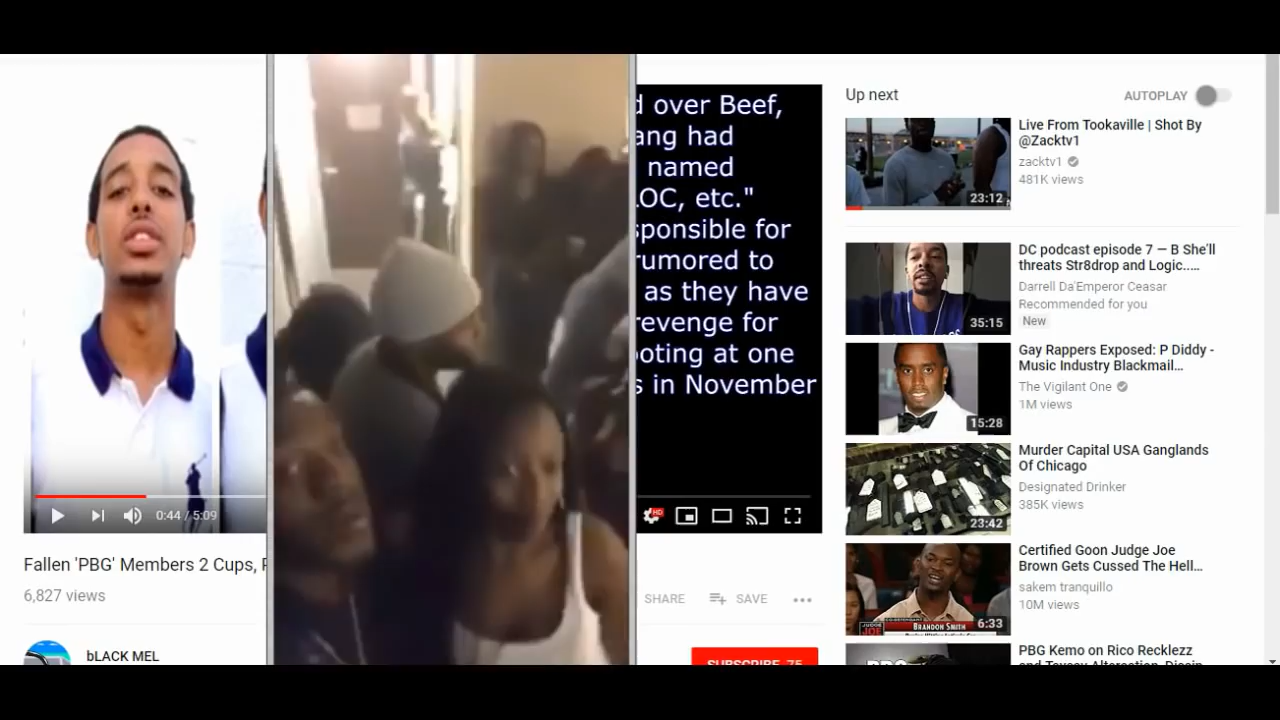 d over Beef,
ang had
named
LOC, etc."
sponsible for
rumored to
as they have
revenge for
ooting at one
s in November
HD
0:44 / 5:09
Fallen 'PBG' Members 2 Cups,
6,827 views
SHARE
SAVE
bLACK MEL
SUBSCRIBE 75
Up next
AUTOPLAY
Live From Tookaville | Shot By
@Zacktv1
zacktv1
481K views
23:12
DC podcast episode 7 — B She'll
threats Str8drop and Logic..…
Darrell Da'Emperor Ceasar
Recommended for you
New
35:15
Gay Rappers Exposed: P Diddy -
Music Industry Blackmail…
The Vigilant One
1M views
15:28
Murder Capital USA Ganglands
Of Chicago
Designated Drinker
385K views
23:42
Certified Goon Judge Joe
Brown Gets Cussed The Hell…
sakem tranquillo
10M views
JUDGE
JOE
BRANDON SMITH
6:33
PBG Kemo on Rico Recklezz